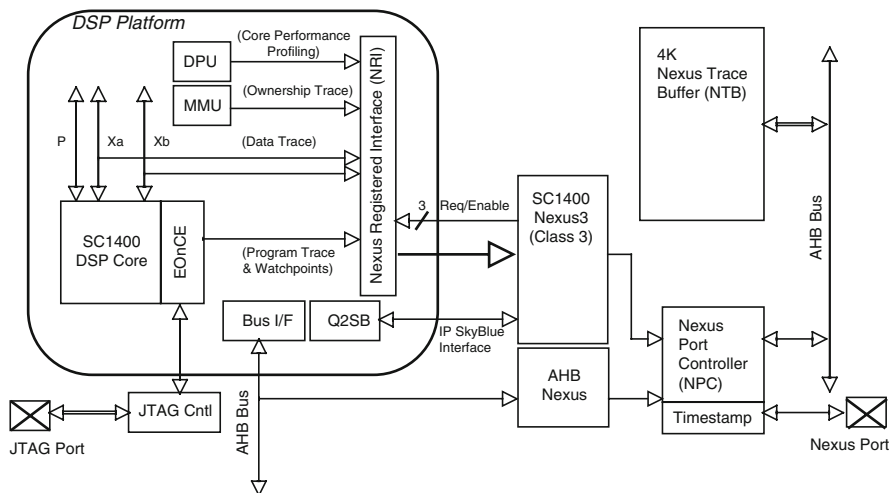 DSP Platform
DPU
(Core Performance
Profiling)
MMU
(Ownership Trace)
P
Xa
Xb
(Data Trace)
Nexus Registered Interface (NRI)
SC1400
DSP Core
EOnCE
(Program Trace
& Watchpoints)
Bus I/F
Q2SB
3
Req/Enable
IP SkyBlue
Interface
SC1400
Nexus3
(Class 3)
AHB
Nexus
4K
Nexus Trace
Buffer (NTB)
AHB Bus
Nexus
Port
Controller
(NPC)
Timestamp
Nexus Port
JTAG Port
JTAG Cntl
AHB Bus